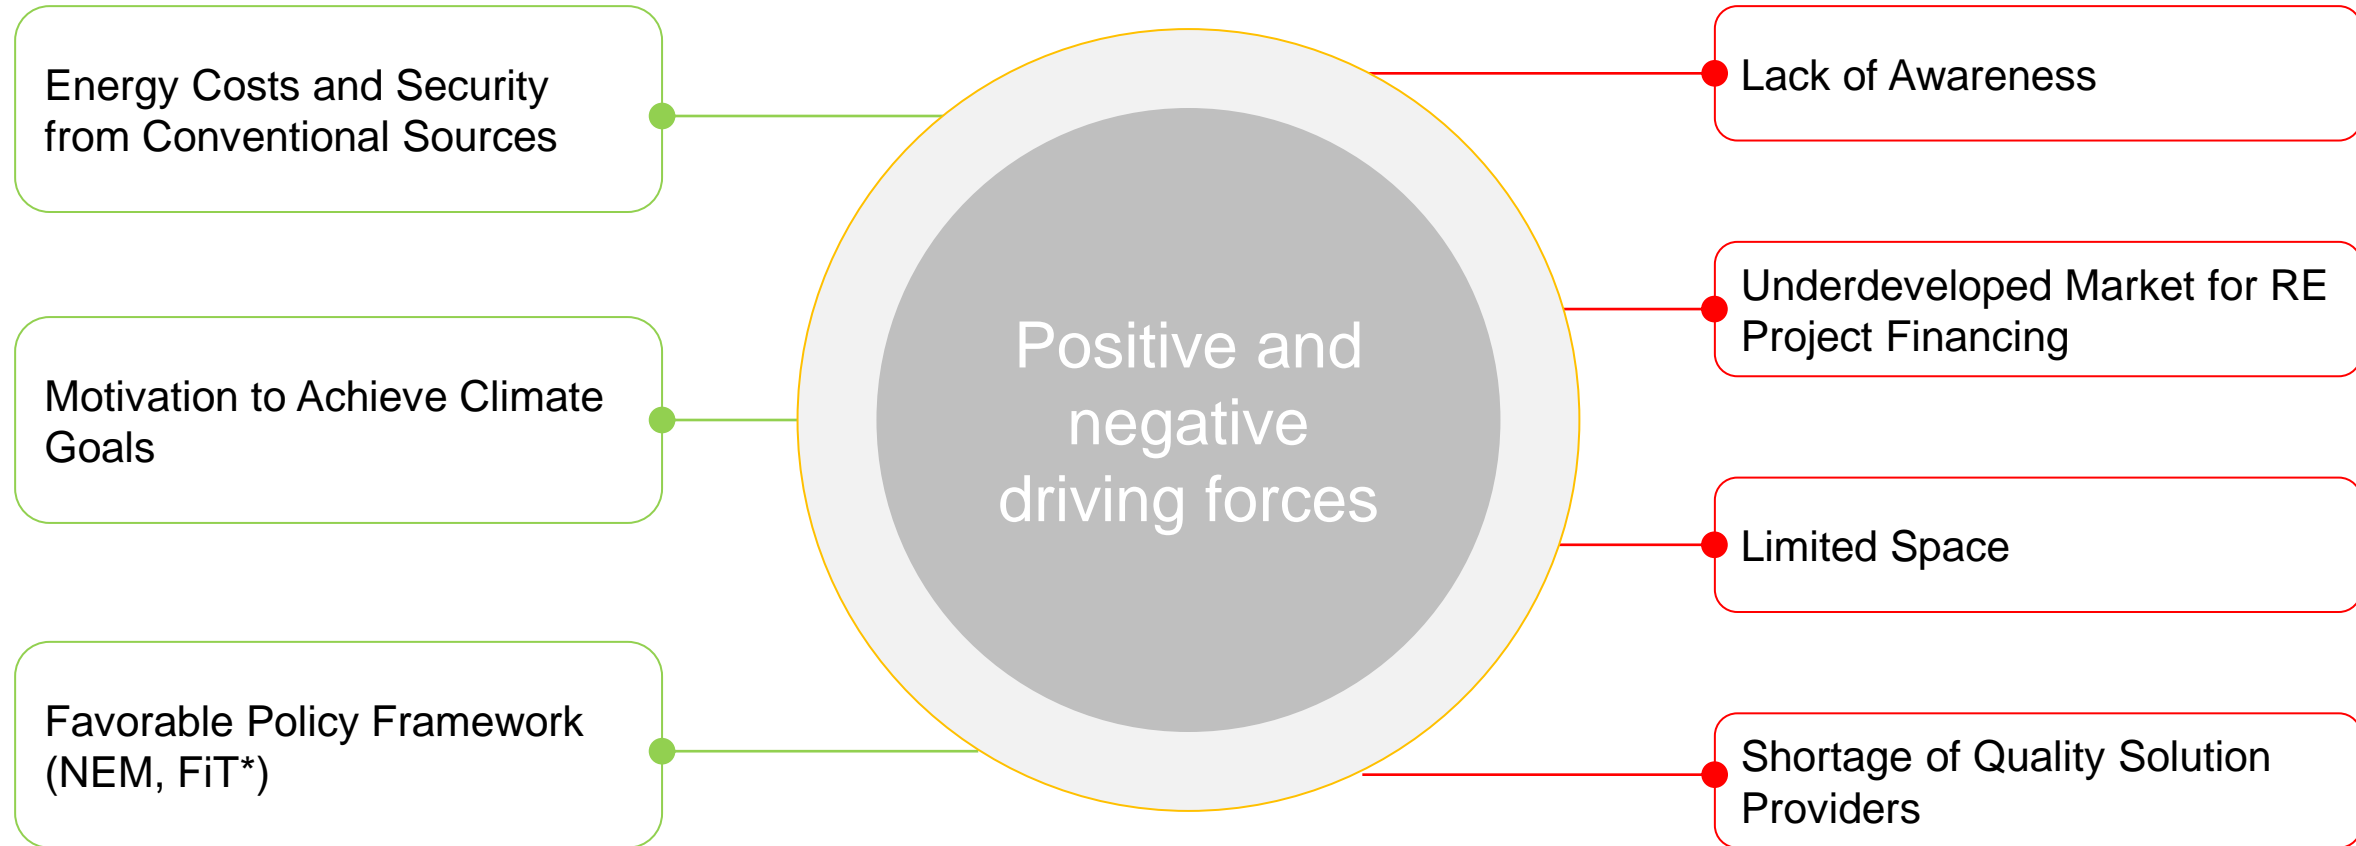 Energy Costs and Security
from Conventional Sources
Motivation to Achieve Climate
Goals
Favorable Policy Framework
(NEM, FiT*)
Positive and
negative
driving forces
Lack of Awareness
Underdeveloped Market for RE
Project Financing
Limited Space
Shortage of Quality Solution
Providers